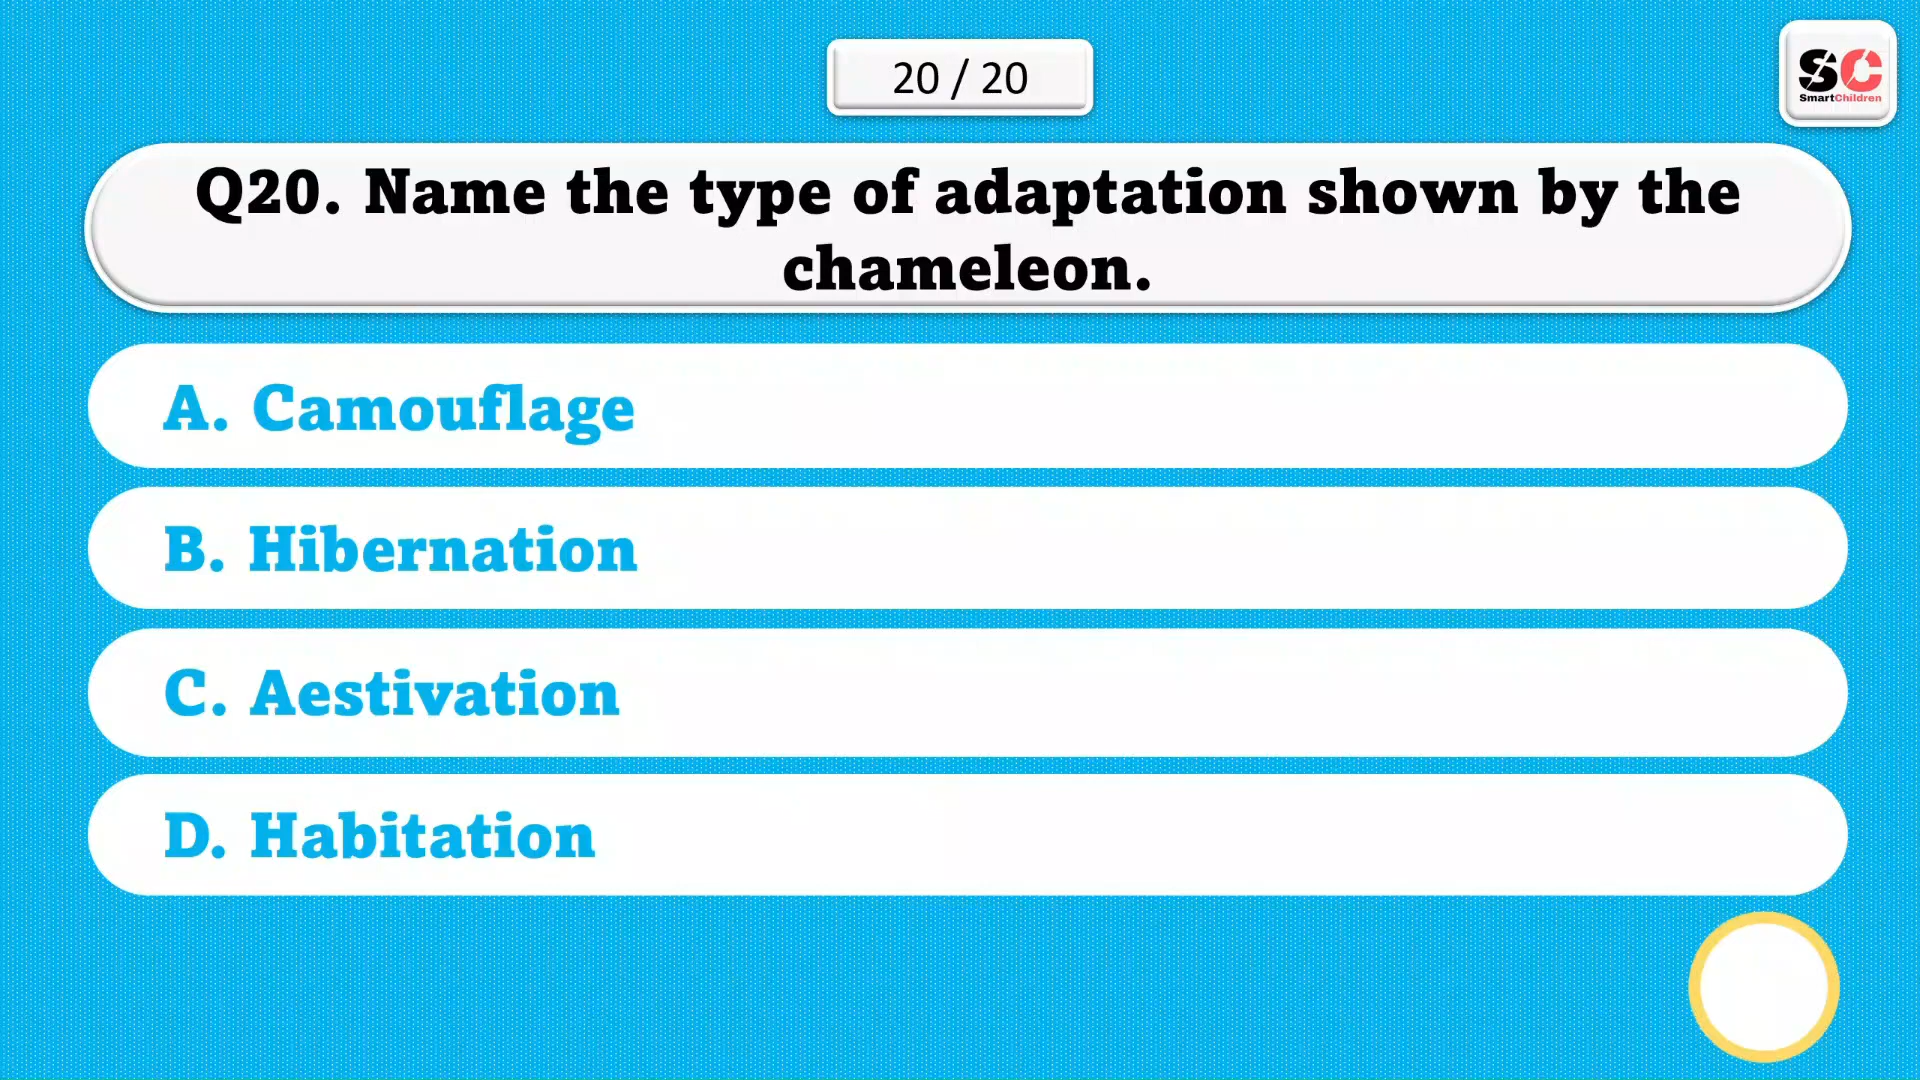 20 / 20
SC
SmartChildren
Q20. Name the type of adaptation shown by the
chameleon.
A. Camouflage
B. Hibernation
C. Aestivation
D. Habitation